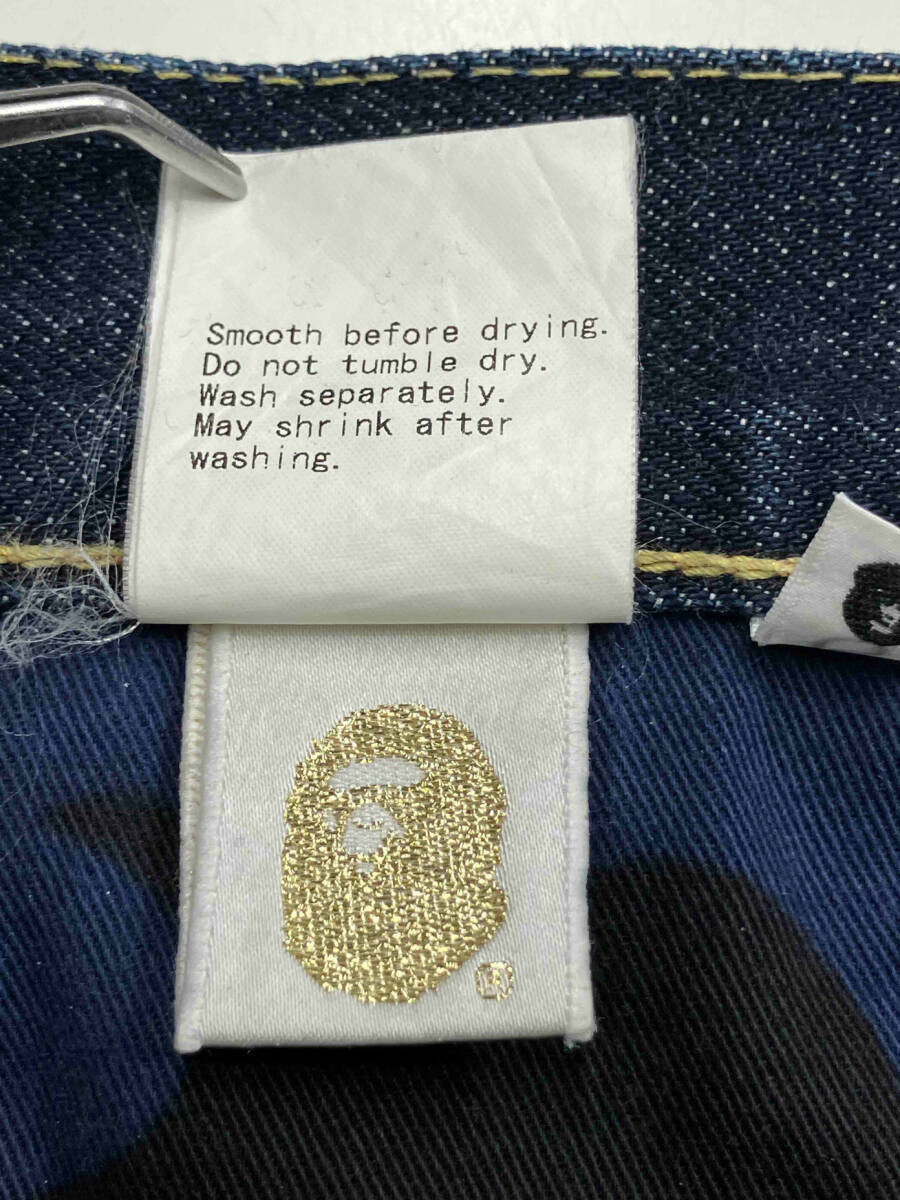 Smooth before drying.
Do not tumble dry.
Wash separately.
May shrink after
washing.